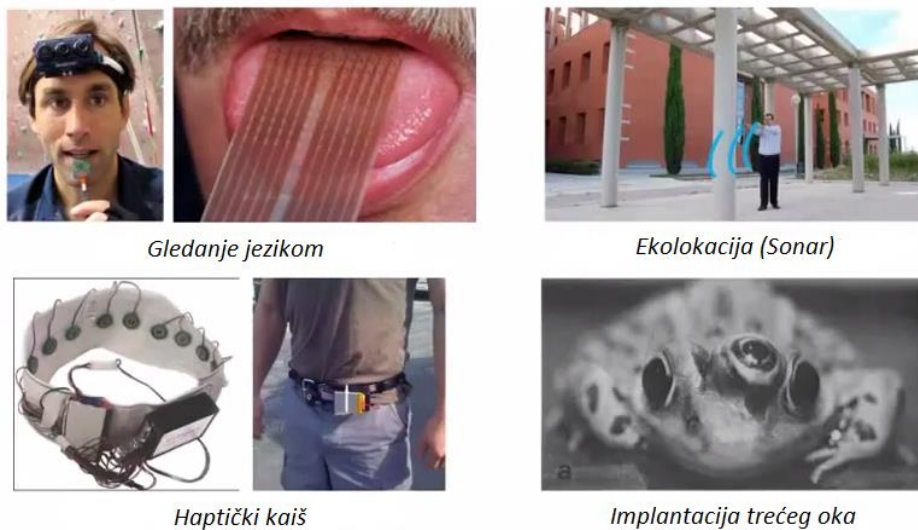 Gledanje jezikom
Ekolokacija (Sonar)
Haptički kaiš
Implantacija trećeg oka
a